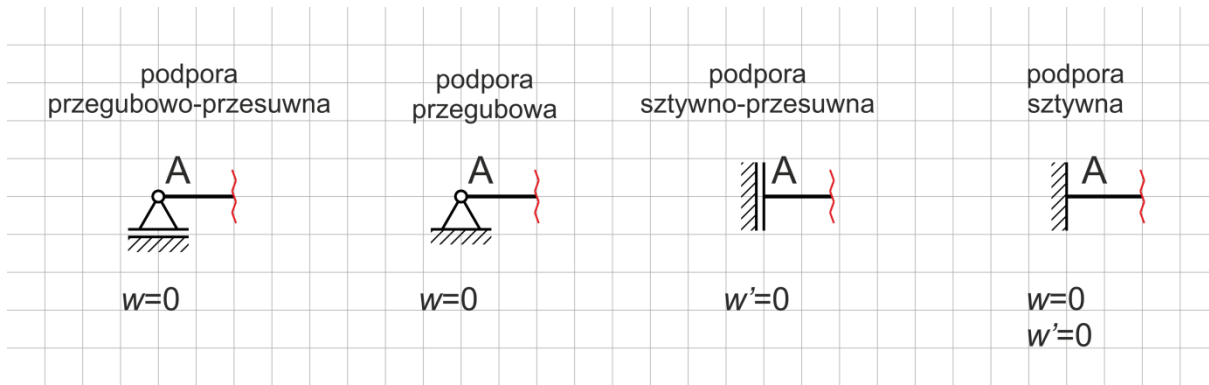 podpora
przegubowo-przesuwna
podpora
przegubowa
podpora
sztywno-przesuwna
podpora
sztywna
A
A
A
A
w=0
w=0
w’=0
w=0
w’=0